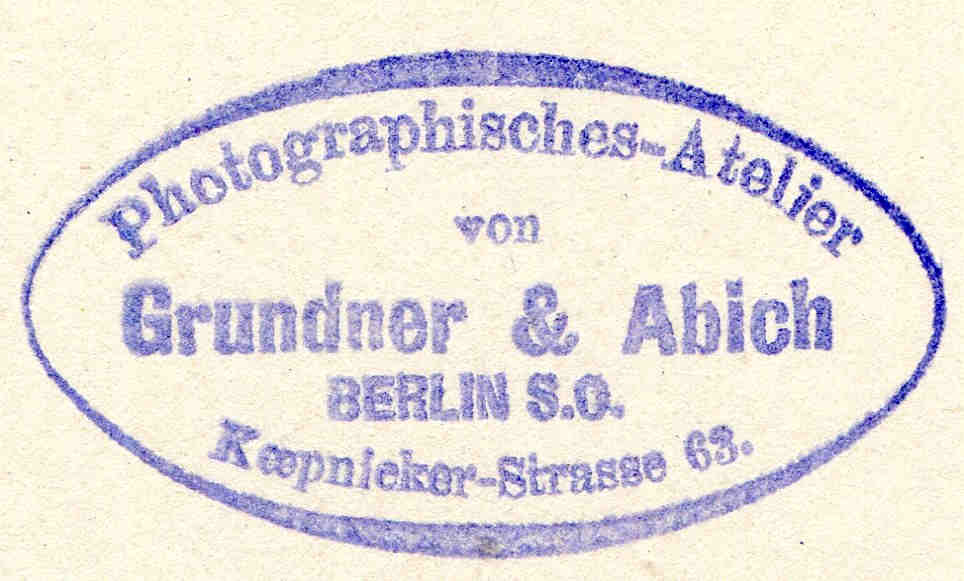 Photographisches-Atelier
von
Grundner & Abich
BERLIN S.O.
Kœpnicker-Strasse 63.